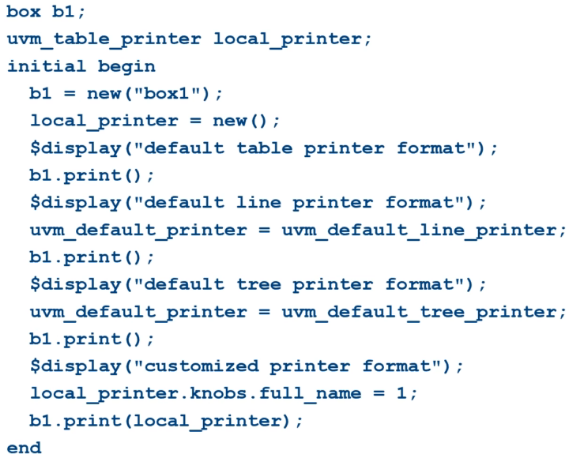 box b1;
uvm_table_printer local_printer;
initial begin
  b1 = new("box1");
  local_printer = new();
  $display("default table printer format");
  b1.print();
  $display("default line printer format");
  uvm_default_printer = uvm_default_line_printer;
  b1.print();
  $display("default tree printer format");
  uvm_default_printer = uvm_default_tree_printer;
  b1.print();
  $display("customized printer format");
  local_printer.knobs.full_name = 1;
  b1.print(local_printer);
end